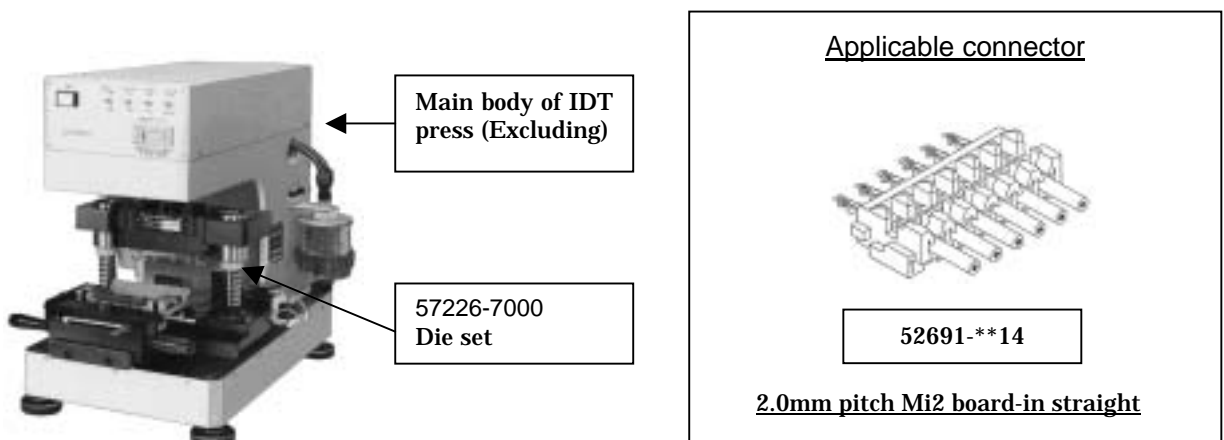 Main body of IDT
press (Excluding)
57226-7000
Die set
Applicable connector
52691-**14
2.0mm pitch Mi2 board-in straight